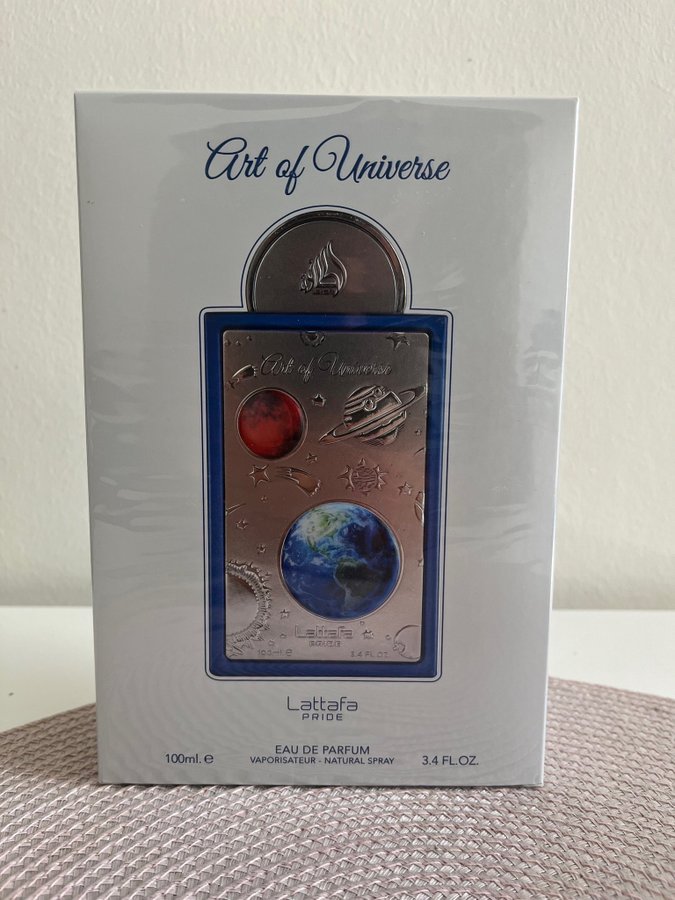 Art of Universe
Art of Universe
Lattafa
PRIDE
100ml. e 3.4 FL.OZ.
Lattafa
PRIDE
EAU DE PARFUM
100ml. e VAPORISATEUR - NATURAL SPRAY 3.4 FL.OZ.